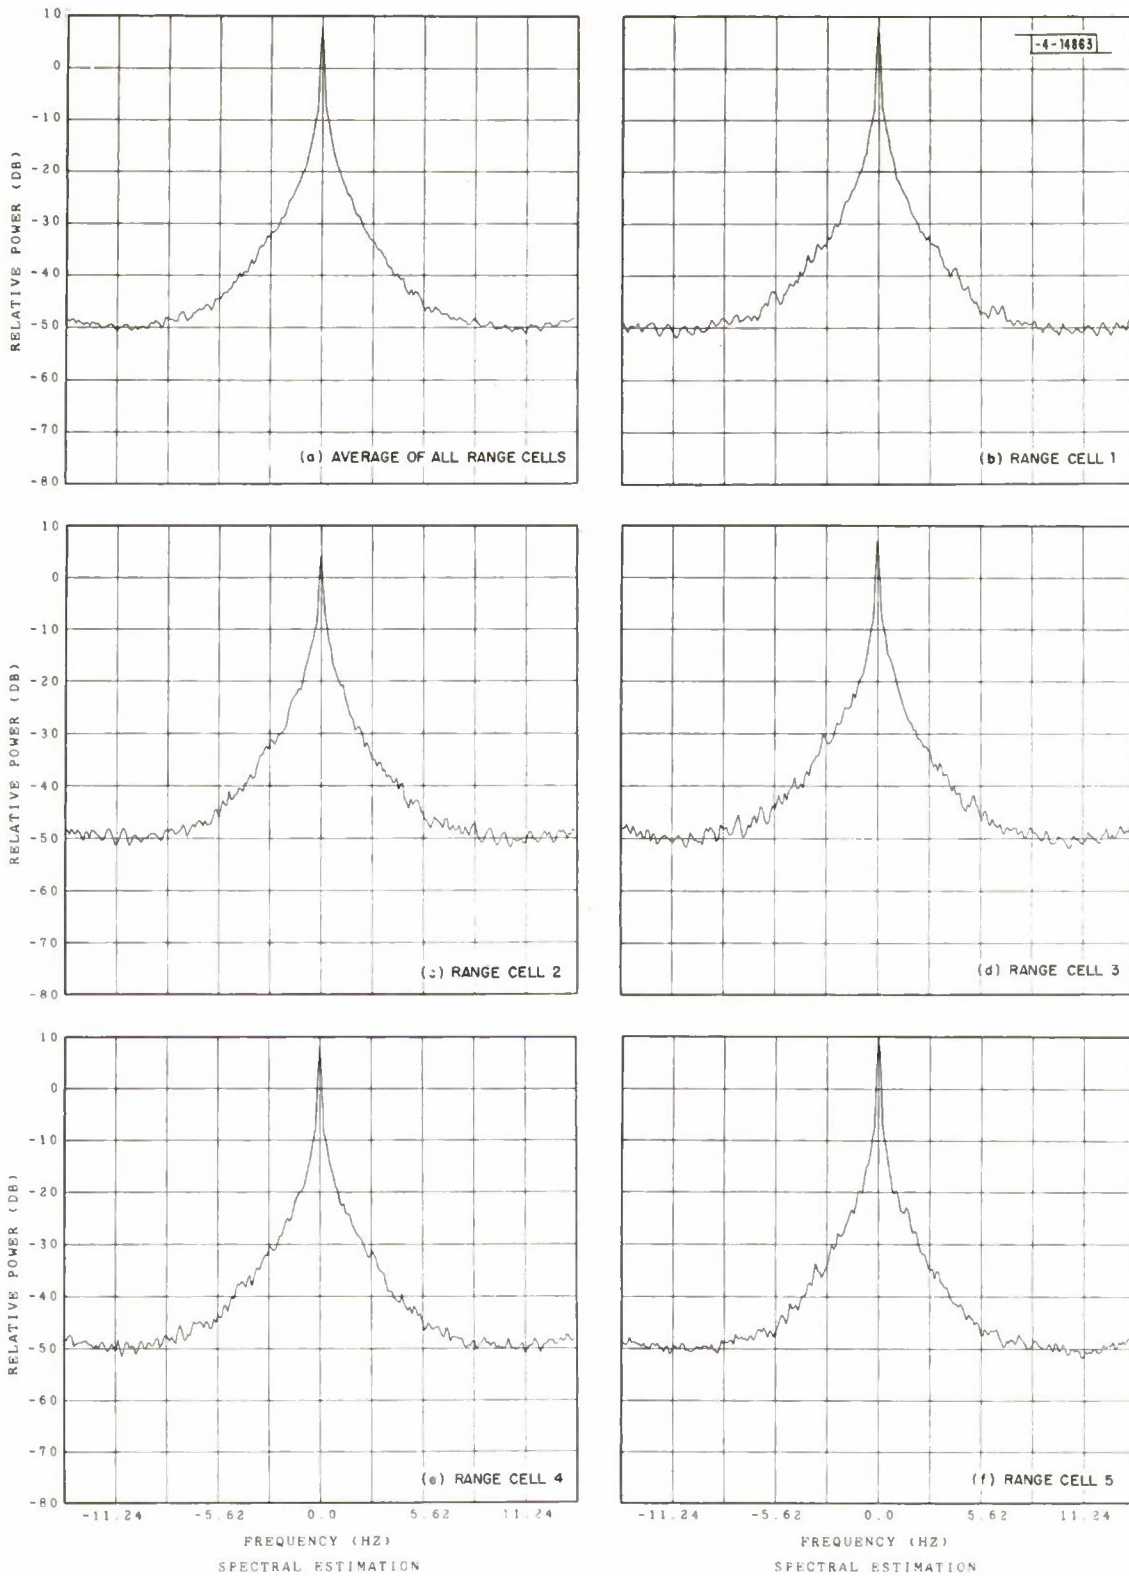 10
0
-10
-20
-30
-40
-50
-60
-70
-80
RELATIVE POWER (DB)
(a) AVERAGE OF ALL RANGE CELLS
-4-14863
(b) RANGE CELL 1
10
0
-10
-20
-30
-40
-50
-60
-70
-80
RELATIVE POWER (DB)
(c) RANGE CELL 2
(d) RANGE CELL 3
10
0
-10
-20
-30
-40
-50
-60
-70
-80
RELATIVE POWER (DB)
(e) RANGE CELL 4
(f) RANGE CELL 5
-11.24 -5.62 0.0 5.62 11.24
FREQUENCY (HZ)
SPECTRAL ESTIMATION
-11.24 -5.62 0.0 5.62 11.24
FREQUENCY (HZ)
SPECTRAL ESTIMATION